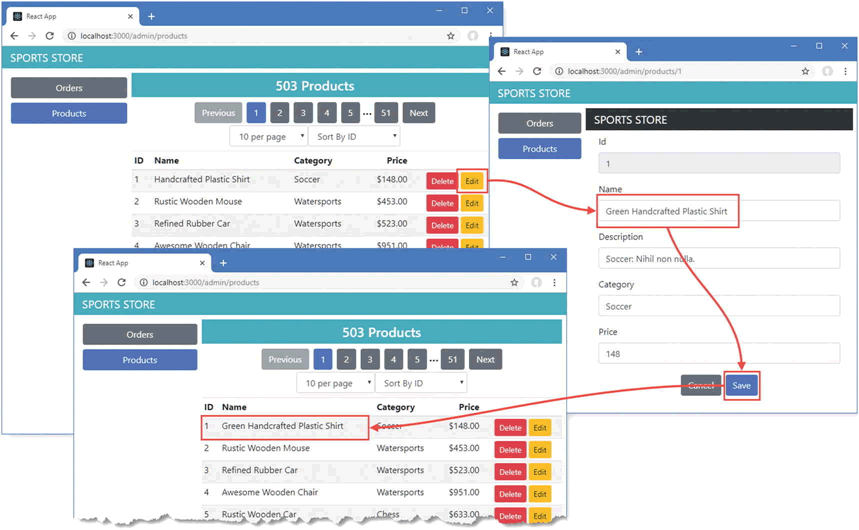 React App
localhost:3000/admin/products
SPORTS STORE
Orders
Products
503 Products
Previous 1 2 3 4 5 ... 51 Next
10 per page Sort By ID
ID Name Category Price
1 Handcrafted Plastic Shirt Soccer $148.00 Delete Edit
2 Rustic Wooden Mouse Watersports $453.00 Delete Edit
3 Refined Rubber Car Watersports $523.00 Delete Edit
4 Awesome Wooden Chair Watersports $951.00 Delete Edit
React App
localhost:3000/admin/products/1
SPORTS STORE
Orders
Products
SPORTS STORE
Id
1
Name
Green Handcrafted Plastic Shirt
Description
Soccer: Nihil non nulla.
Category
Soccer
Price
148
Cancel Save
React App
localhost:3000/admin/products
SPORTS STORE
Orders
Products
503 Products
Previous 1 2 3 4 5 ... 51 Next
10 per page Sort By ID
ID Name Category Price
1 Green Handcrafted Plastic Shirt Soccer $148.00 Delete Edit
2 Rustic Wooden Mouse Watersports $453.00 Delete Edit
3 Refined Rubber Car Watersports $523.00 Delete Edit
4 Awesome Wooden Chair Watersports $951.00 Delete Edit
5 Rustic Wooden Car Chess $633.00 Delete Edit